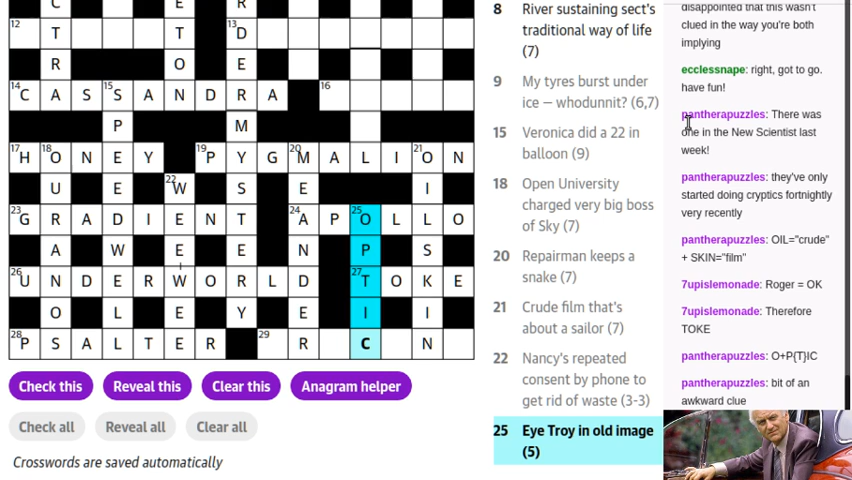 C E R
12 T T 13 D
R O E
14 C A S 15 S A N D R A 16
P M
17 H 18 O N E Y 19 P Y G 20 M A L I 21 O N
U E 22 W S E I
23 G R A D I E N T 24 A P 25 O L L O
A W E E N P S
26 U N D E R W O R L D 27 T O K E
O L E R E I I
28 P S A L T E R 29 R C N
Check this
Reveal this
Clear this
Anagram helper
Check all
Reveal all
Clear all
Crosswords are saved automatically
8 River sustaining sect's
traditional way of life
(7)
9 My tyres burst under
ice – whodunnit? (6,7)
15 Veronica did a 22 in
balloon (9)
18 Open University
charged very big boss
of Sky (7)
20 Repairman keeps a
snake (7)
21 Crude film that's
about a sailor (7)
22 Nancy's repeated
consent by phone to
get rid of waste (3-3)
25 Eye Troy in old image
(5)
disappointed that this wasn't
clued in the way you're both
implying
ecclessnape: right, got to go.
have fun!
pantherapuzzles: There was
one in the New Scientist last
week!
pantherapuzzles: they've only
started doing cryptics fortnightly
very recently
pantherapuzzles: OIL="crude"
+ SKIN="film"
7upislemonade: Roger = OK
7upislemonade: Therefore
TOKE
pantherapuzzles: O+P{T}IC
pantherapuzzles: bit of an
awkward clue